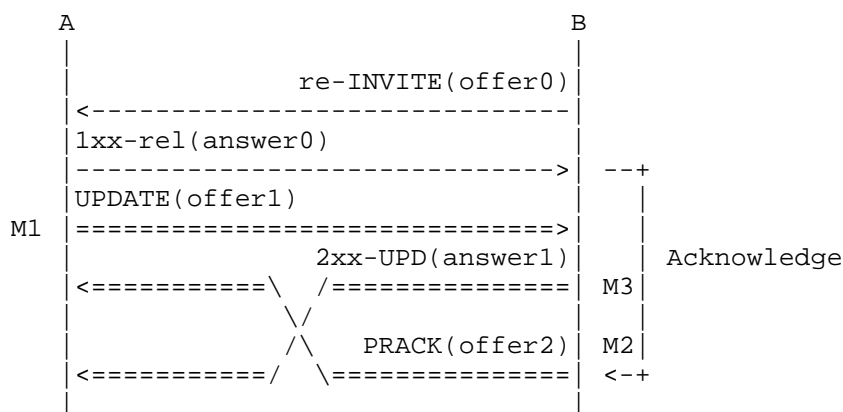 A B
re-INVITE(offer0)
1xx-rel(answer0)
UPDATE(offer1)
M1
2xx-UPD(answer1) Acknowledge
M3
PRACK(offer2) M2